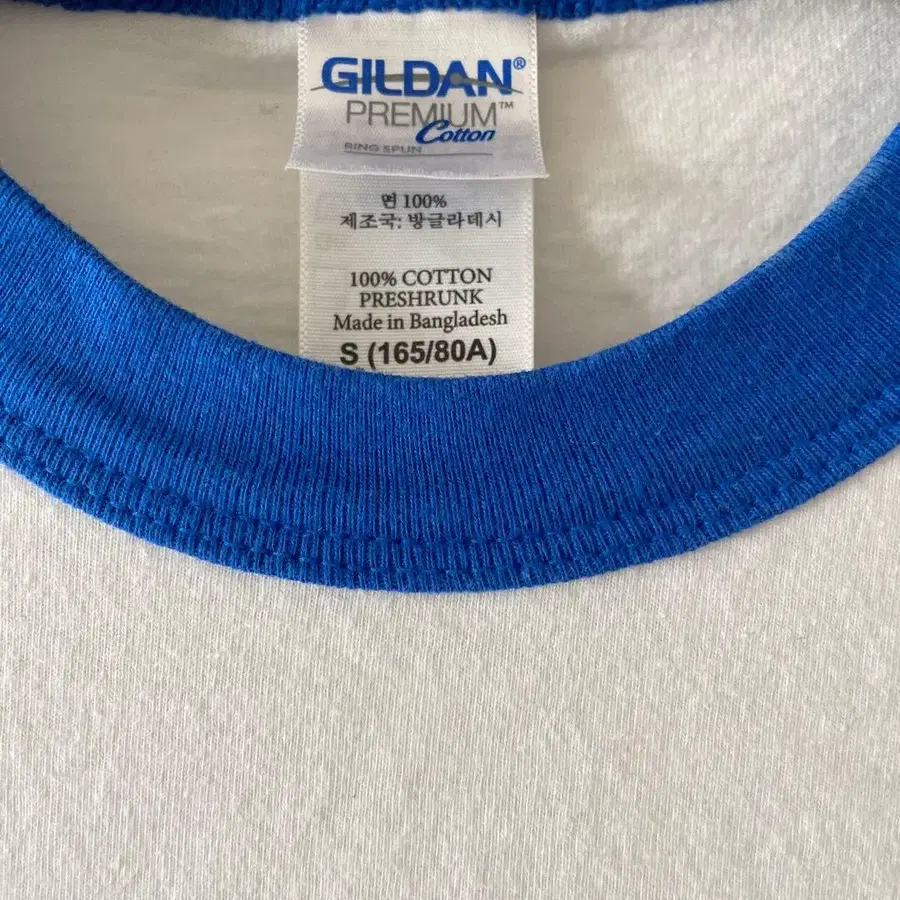 GILDAN®
PREMIUM™
Cotton
RING SPUN
면 100%
제조국: 방글라데시
100% COTTON
PRESHRUNK
Made in Bangladesh
S (165/80A)